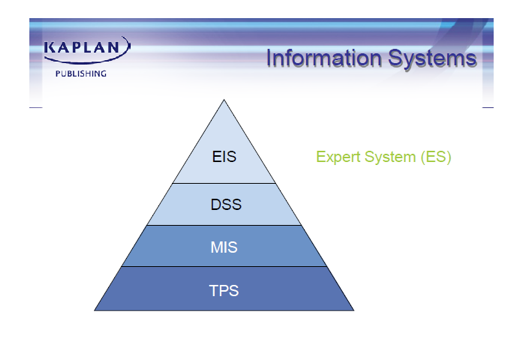 KAPLAN
PUBLISHING
Information Systems
EIS
Expert System (ES)
DSS
MIS
TPS